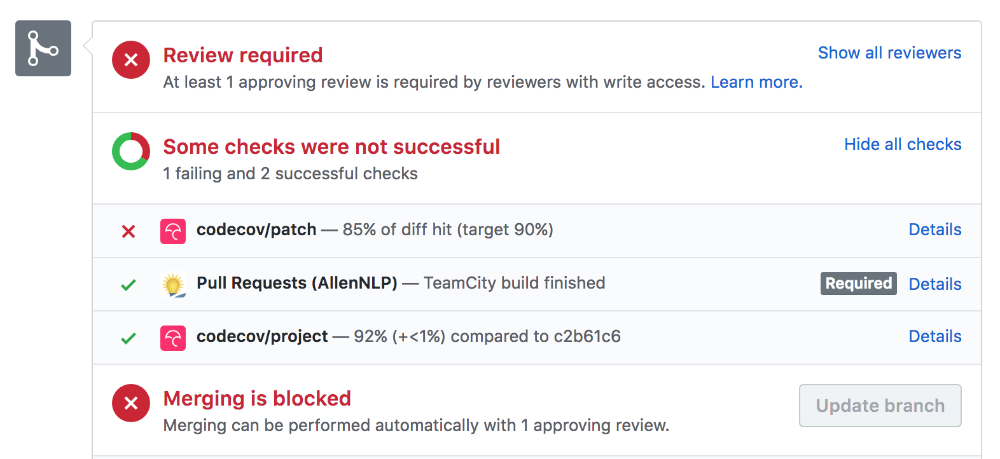 Review required
Show all reviewers
At least 1 approving review is required by reviewers with write access. Learn more.
Some checks were not successful
Hide all checks
1 failing and 2 successful checks
codecov/patch — 85% of diff hit (target 90%)
Details
Pull Requests (AllenNLP) — TeamCity build finished
Required
Details
codecov/project — 92% (+<1%) compared to c2b61c6
Details
Merging is blocked
Update branch
Merging can be performed automatically with 1 approving review.